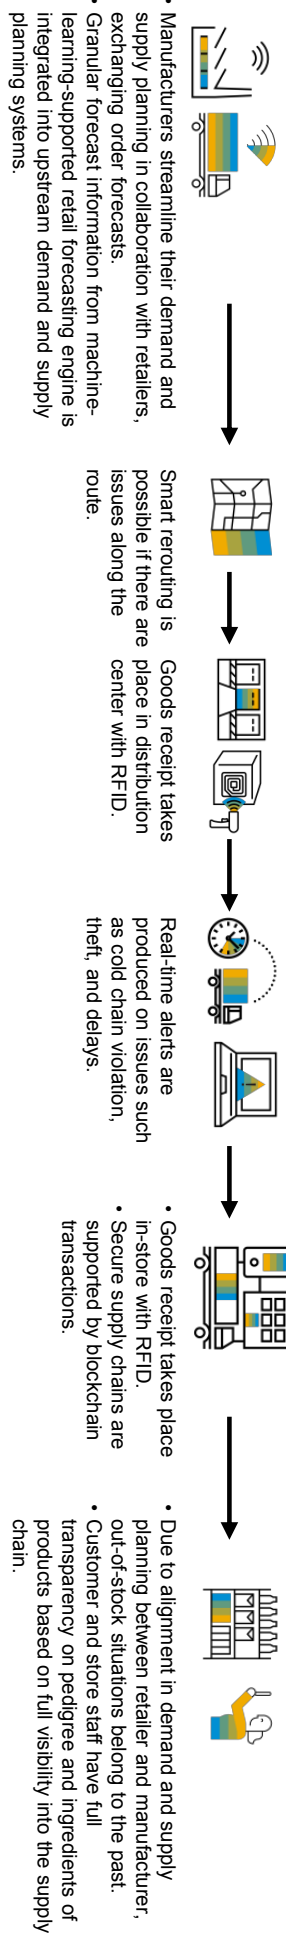 • Manufacturers streamline their demand and
supply planning in collaboration with retailers,
exchanging order forecasts.
• Granular forecast information from machine-
learning-supported retail forecasting engine is
integrated into upstream demand and supply
planning systems.
Smart rerouting is
possible if there are
issues along the
route.
Goods receipt takes
place in distribution
center with RFID.
Real-time alerts are
produced on issues such
as cold chain violation,
theft, and delays.
• Goods receipt takes place
in-store with RFID.
• Secure supply chains are
supported by blockchain
transactions.
• Due to alignment in demand and supply
planning between retailer and manufacturer,
out-of-stock situations belong to the past.
• Customer and store staff have full
transparency on pedigree and ingredients of
products based on full visibility into the supply
chain.